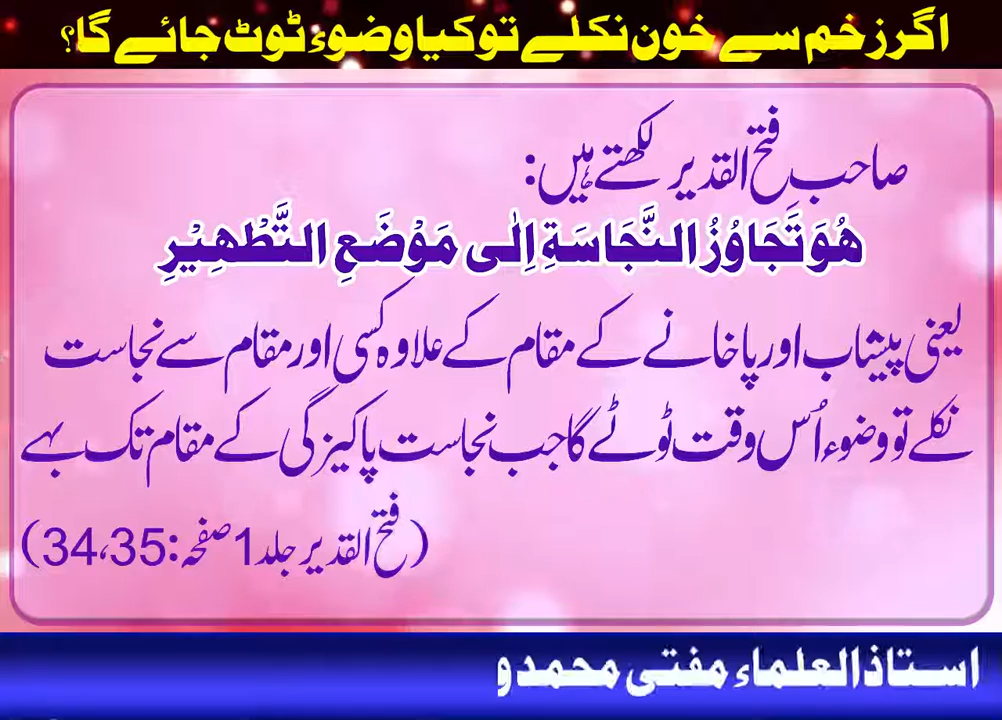 اگر زخم سے خون نکلے تو کیا وضوء ٹوٹ جائے گا؟
صاحبِ فتح القدیر لکھتے ہیں:
هُوَ تَجَاوُزُ النَّجَاسَةِ اِلٰى مَوْضَعِ التَّطْهِيْرِ
یعنی پیشاب اور پاخانے کے مقام کے علاوہ کسی اور مقام سے نجاست
نکلے تو وضوء اُس وقت ٹوٹے گا جب نجاست پاکیزگی کے مقام تک بہے
(فتح القدیر جلد 1 صفحہ: 34،35)
استاذالعلماء مفتی محمد و